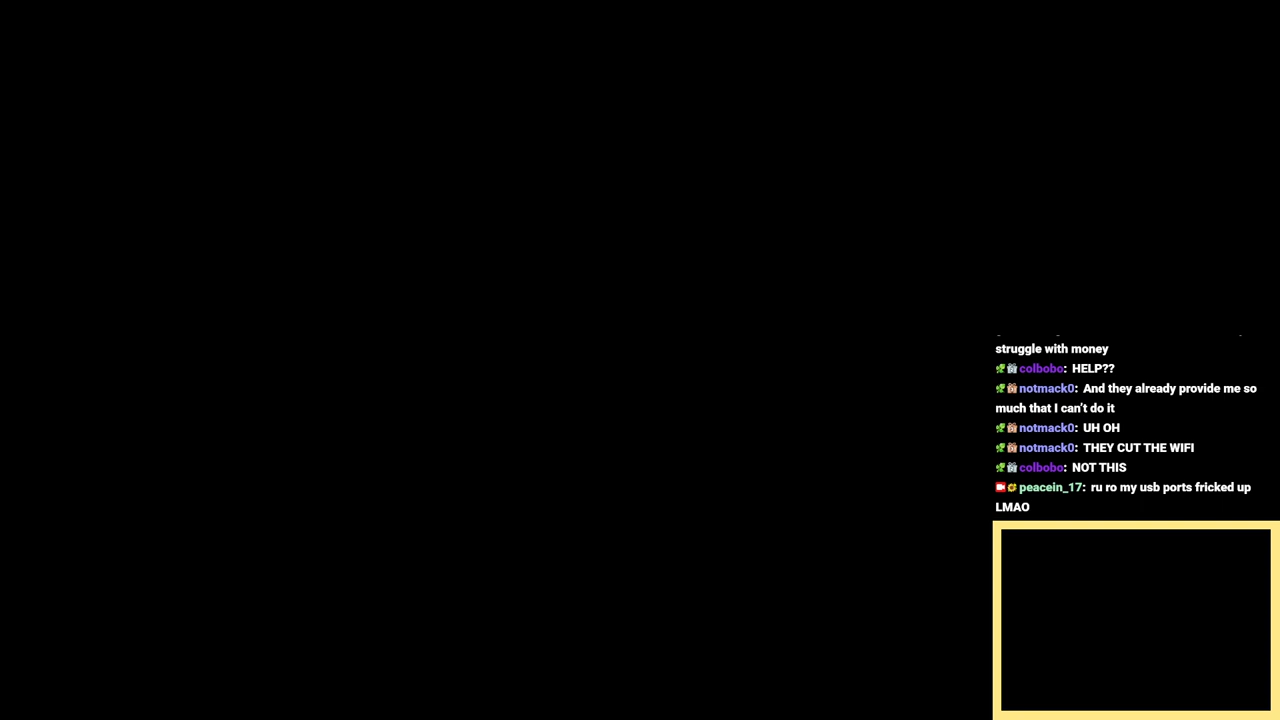 struggle with money
colbobo: HELP??
notmack0: And they already provide me so
much that I can’t do it
notmack0: UH OH
notmack0: THEY CUT THE WIFI
colbobo: NOT THIS
peacein_17: ru ro my usb ports fricked up
LMAO